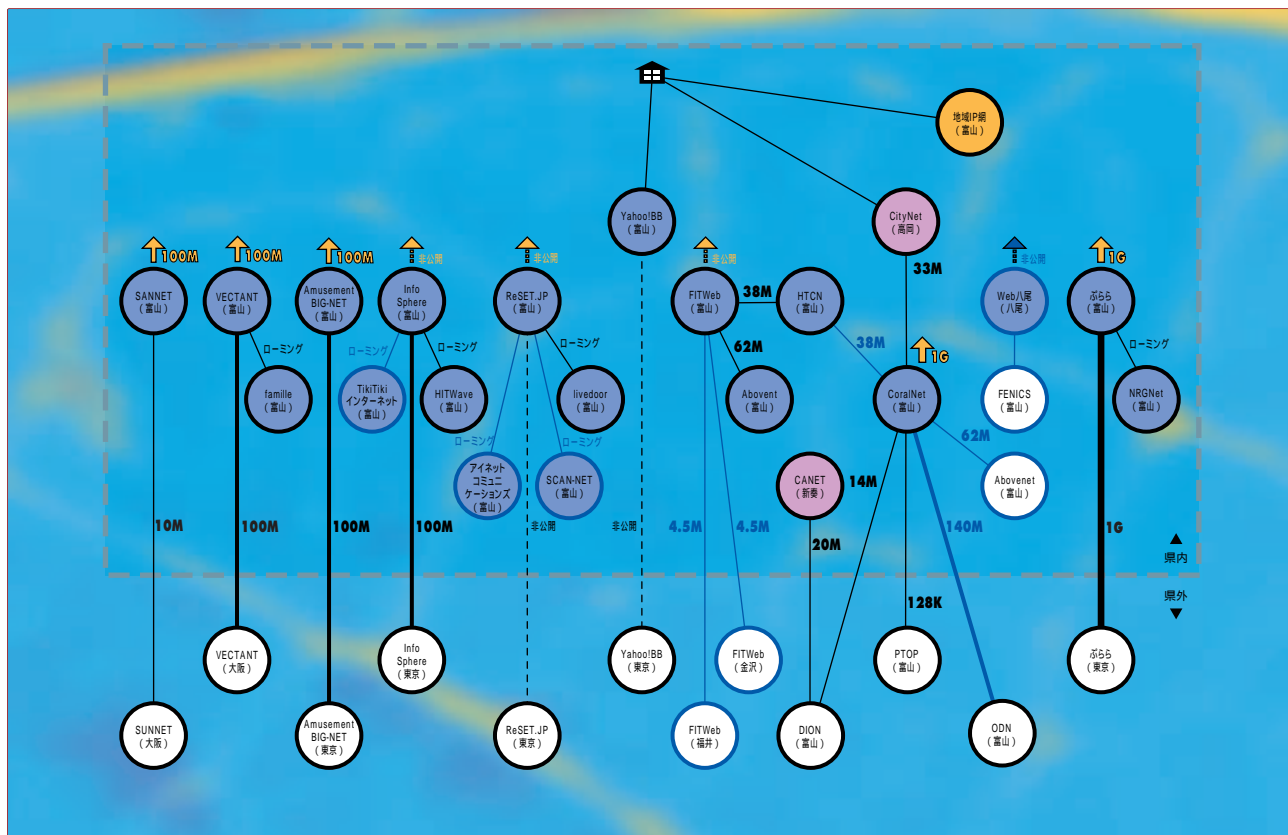 地域IP網
(富山)
Yahoo!BB
(富山)
CityNet
(高岡)
100M
100M
100M
非公開
非公開
非公開
33M
非公開
1G
SANNET
(富山)
VECTANT
(富山)
Amusement
BIG-NET
(富山)
Info
Sphere
(富山)
ReSET.JP
(富山)
FITWeb
(富山)
38M
HTCN
(富山)
Web八尾
(八尾)
ぷらら
(富山)
ローミング
ローミング
ローミング
ローミング
62M
38M
1G
ローミング
famille
(富山)
TikiTiki
インターネット
(富山)
HITWave
(富山)
livedoor
(富山)
Abovent
(富山)
CoralNet
(富山)
FENICS
(富山)
NRGNet
(富山)
ローミング
ローミング
62M
アイネット
コミュニ
ケーションズ
(富山)
SCAN-NET
(富山)
CANET
(新奏)
14M
Abovenet
(富山)
10M
100M
100M
100M
非公開
非公開
4.5M
4.5M
20M
140M
1G
県内
県外
128K
VECTANT
(大阪)
Info
Sphere
(東京)
Yahoo!BB
(東京)
FITWeb
(金沢)
PTOP
(富山)
ぷらら
(東京)
SUNNET
(大阪)
Amusement
BIG-NET
(東京)
ReSET.JP
(東京)
FITWeb
(福井)
DION
(富山)
ODN
(富山)